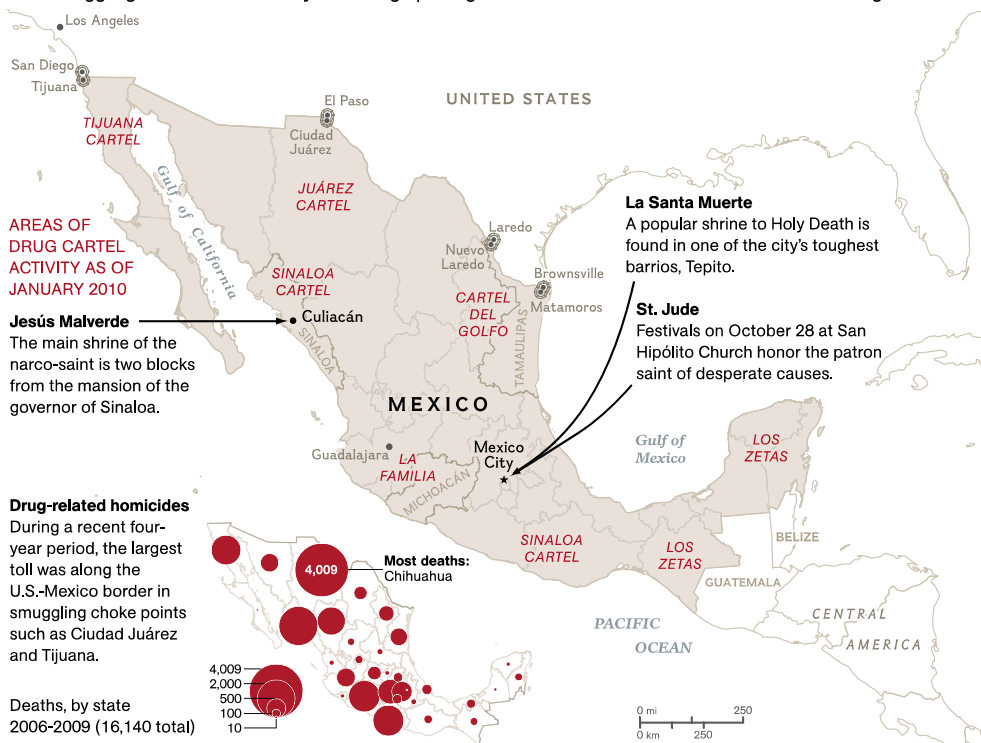 Los Angeles
San Diego
Tijuana
El Paso
Ciudad
Juárez
UNITED STATES
TIJUANA
CARTEL
Gulf of California
JUÁREZ
CARTEL
AREAS OF
DRUG CARTEL
ACTIVITY AS OF
JANUARY 2010
SINALOA
CARTEL
Laredo
Nuevo
Laredo
Brownsville
Matamoros
CARTEL
DEL
GOLFO
TAMAULIPAS
La Santa Muerte
A popular shrine to Holy Death is
found in one of the city's toughest
barrios, Tepito.
St. Jude
Festivals on October 28 at San
Hipólito Church honor the patron
saint of desperate causes.
Jesús Malverde
The main shrine of the
narco-saint is two blocks
from the mansion of the
governor of Sinaloa.
Culiacán
SINALOA
MEXICO
Guadalajara
LA
FAMILIA
MICHOACÁN
Mexico
City
Gulf of
Mexico
LOS
ZETAS
SINALOA
CARTEL
LOS
ZETAS
BELIZE
GUATEMALA
CENTRAL
AMERICA
PACIFIC
OCEAN
Drug-related homicides
During a recent four-
year period, the largest
toll was along the
U.S.-Mexico border in
smuggling choke points
such as Ciudad Juárez
and Tijuana.
4,009
Most deaths:
Chihuahua
4,009
2,000
500
100
10
Deaths, by state
2006-2009 (16,140 total)
0 mi 250
0 km 250